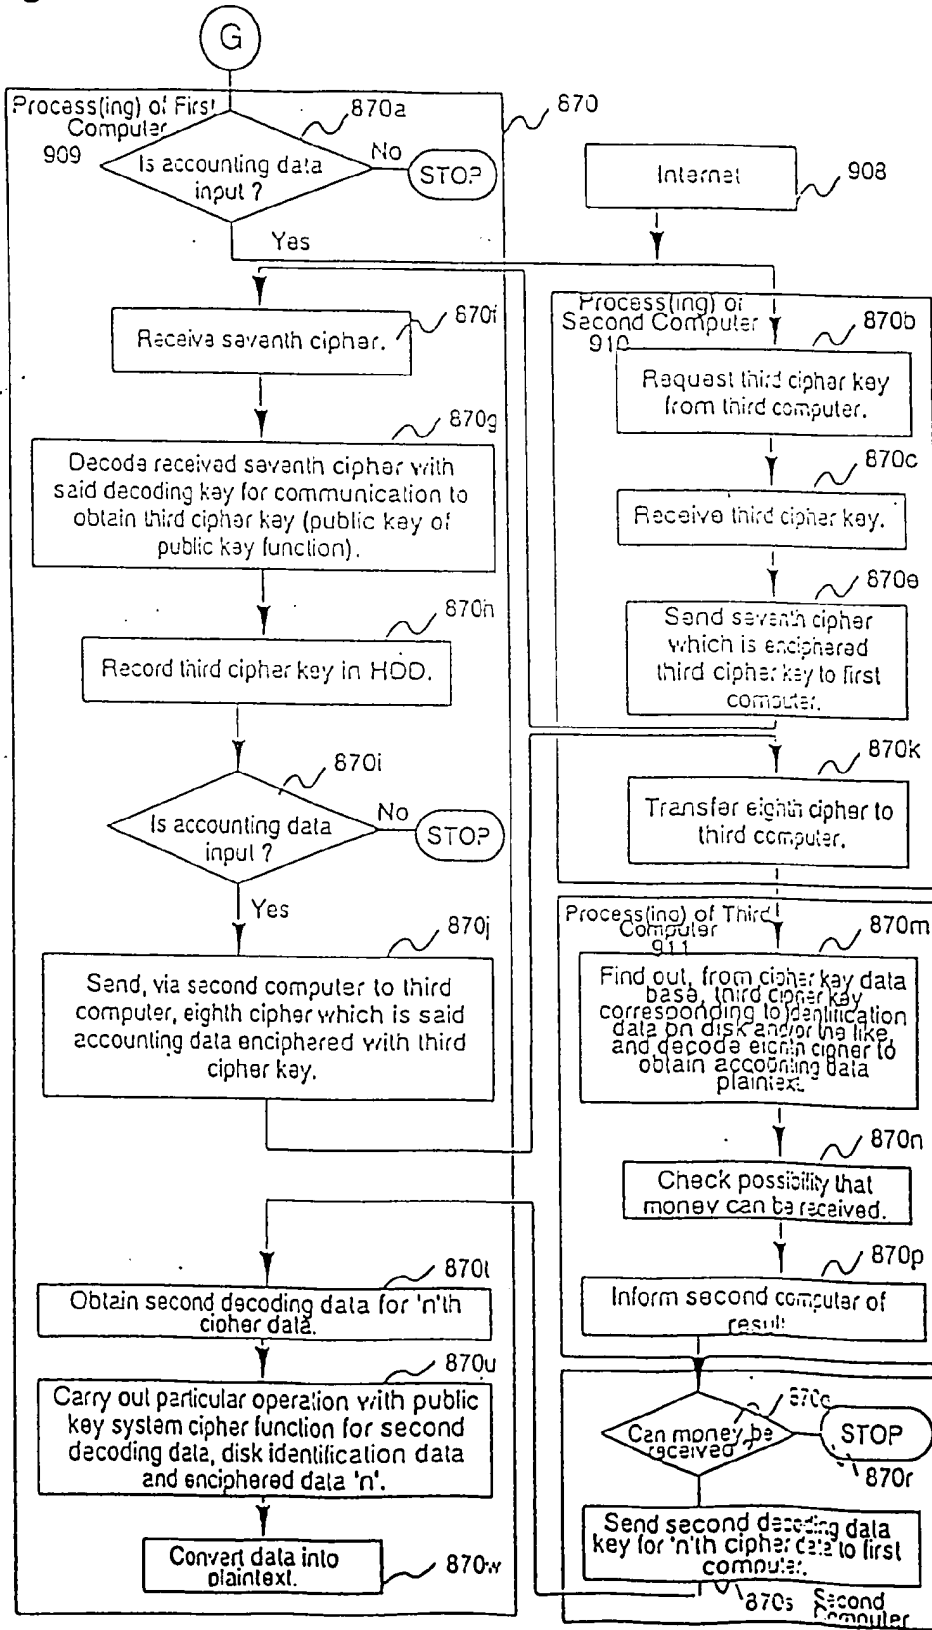 G
Process(ing) of First
Computer
909
870a
870
Is accounting data
input ?
No
STOP
Yes
Internet
908
870f
Receive seventh cipher.
870g
Decode received seventh cipher with
said decoding key for communication to
obtain third cipher key (public key of
public key function).
870h
Record third cipher key in HDD.
870i
Is accounting data
input ?
No
STOP
Yes
870j
Send, via second computer to third
computer, eighth cipher which is said
accounting data enciphered with third
cipher key.
870t
Obtain second decoding data for 'n'th
cipher data.
870u
Carry out particular operation with public
key system cipher function for second
decoding data, disk identification data
and enciphered data 'n'.
Convert data into
plaintext.
870w
Process(ing) of
Second Computer
910
870b
Request third cipher key
from third computer.
870c
Receive third cipher key.
870e
Send seventh cipher
which is enciphered
third cipher key to first
computer.
870k
Transfer eighth cipher to
third computer.
Process(ing) of Third
Computer
911
870m
Find out, from cipher key data
base, third cipher key
corresponding to identification
data on disk and/or the like,
and decode eighth cipher to
obtain accounting data
plaintext.
870n
Check possibility that
money can be received.
870p
Inform second computer of
result.
870q
Can money be
received ?
STOP
870r
Send second decoding data
key for 'n'th cipher data to first
computer.
870s
Second
Computer